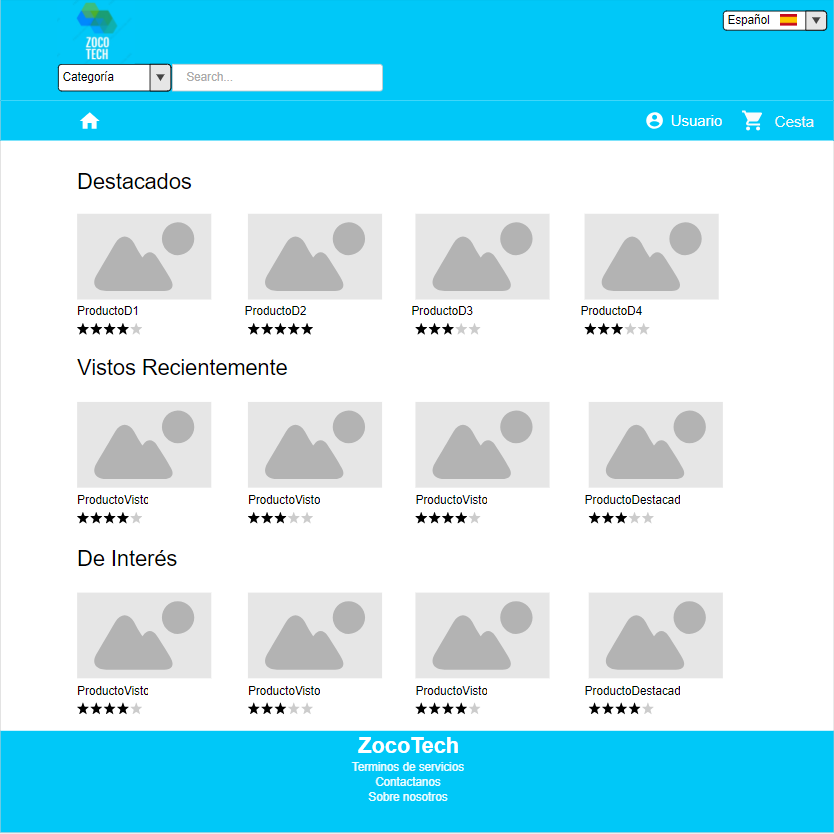 ZOCO
TECH
Español
Categoría Search...
Usuario Cesta
Destacados
ProductoD1 ProductoD2 ProductoD3 ProductoD4
Vistos Recientemente
ProductoVisto ProductoVisto ProductoVisto ProductoDestacad
De Interés
ProductoVisto ProductoVisto ProductoVisto ProductoDestacad
ZocoTech
Terminos de servicios
Contactanos
Sobre nosotros